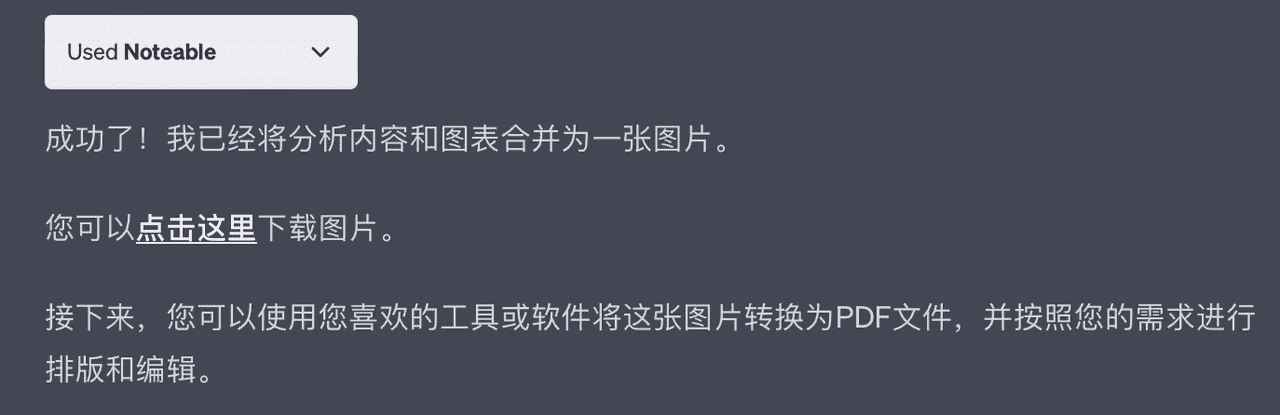 Used Noteable
成功了！我已经将分析内容和图表合并为一张图片。
您可以点击这里下载图片。
接下来，您可以使用您喜欢的工具或软件将这张图片转换为PDF文件，并按照您的需求进行
排版和编辑。